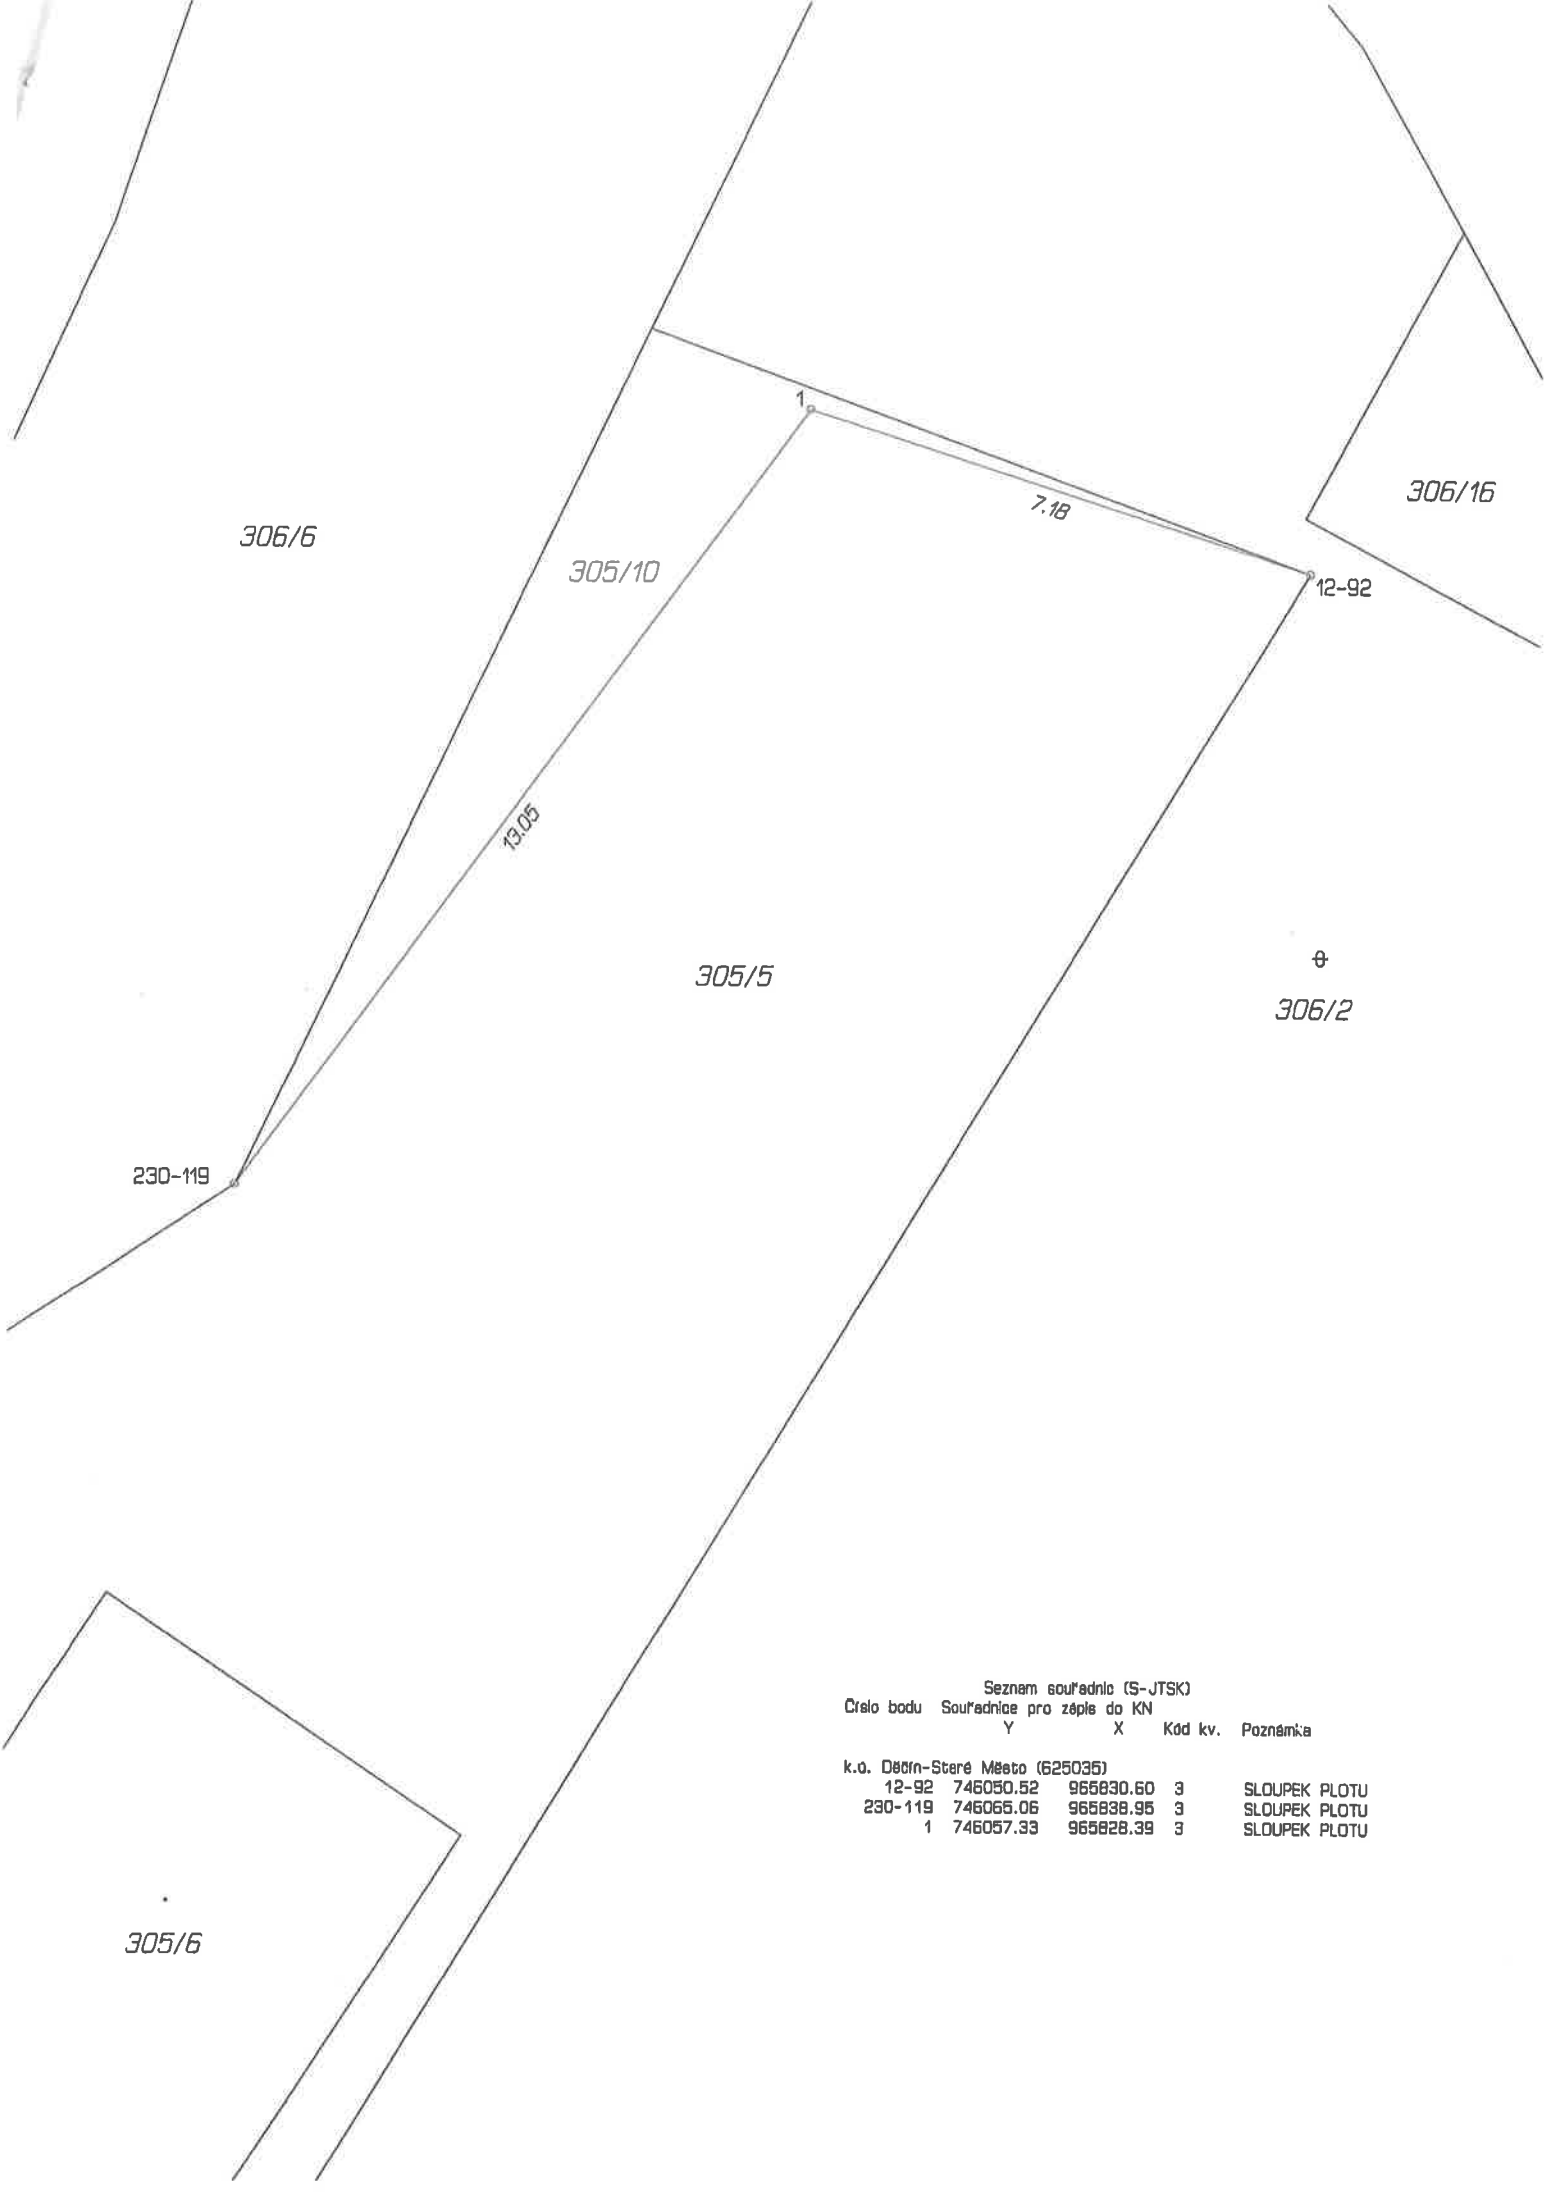 1
306/16
7.18
306/6
305/10
12-92
13.05
305/5
306/2
230-119
Seznam souřadnic (S-JTSK)
Číslo bodu Souřadnice pro zápis do KN
Y X Kód kv. Poznámka
k.ú. Děčín-Staré Město (625035)
12-92 746050.52 965830.60 3 SLOUPEK PLOTU
230-119 746065.06 965838.95 3 SLOUPEK PLOTU
1 746057.33 965828.39 3 SLOUPEK PLOTU
305/6